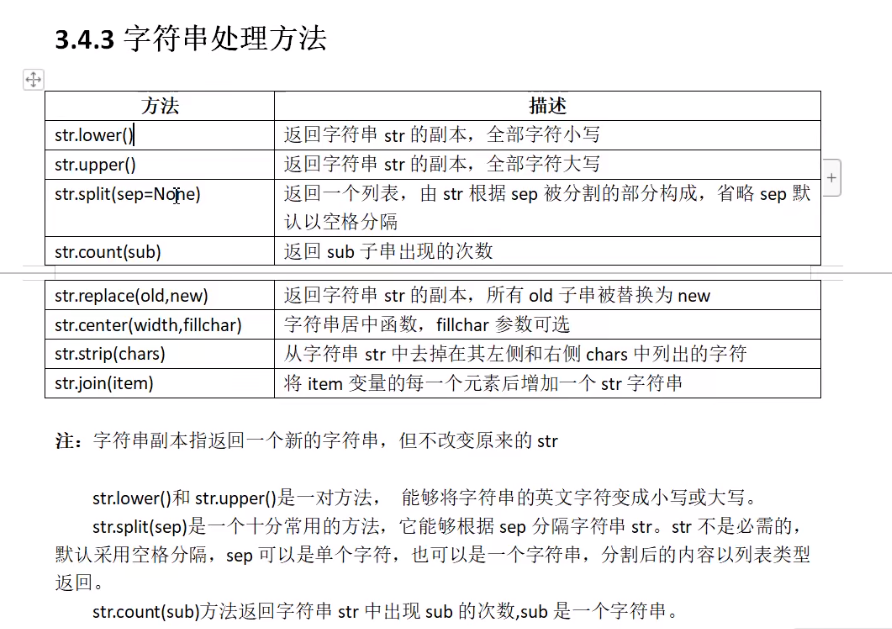 3.4.3 字符串处理方法
方法 描述
str.lower() 返回字符串 str 的副本，全部字符小写
str.upper() 返回字符串 str 的副本，全部字符大写
str.split(sep=None) 返回一个列表，由 str 根据 sep 被分割的部分构成，省略 sep 默
认以空格分隔
str.count(sub) 返回 sub 子串出现的次数
str.replace(old,new) 返回字符串 str 的副本，所有 old 子串被替换为 new
str.center(width,fillchar) 字符串居中函数，fillchar 参数可选
str.strip(chars) 从字符串 str 中去掉在其左侧和右侧 chars 中列出的字符
str.join(item) 将 item 变量的每一个元素后增加一个 str 字符串
注：字符串副本指返回一个新的字符串，但不改变原来的 str
str.lower()和 str.upper()是一对方法， 能够将字符串的英文字符变成小写或大写。
str.split(sep)是一个十分常用的方法，它能够根据 sep 分隔字符串 str。str 不是必需的，
默认采用空格分隔，sep 可以是单个字符，也可以是一个字符串，分割后的内容以列表类型
返回。
str.count(sub)方法返回字符串 str 中出现 sub 的次数,sub 是一个字符串。